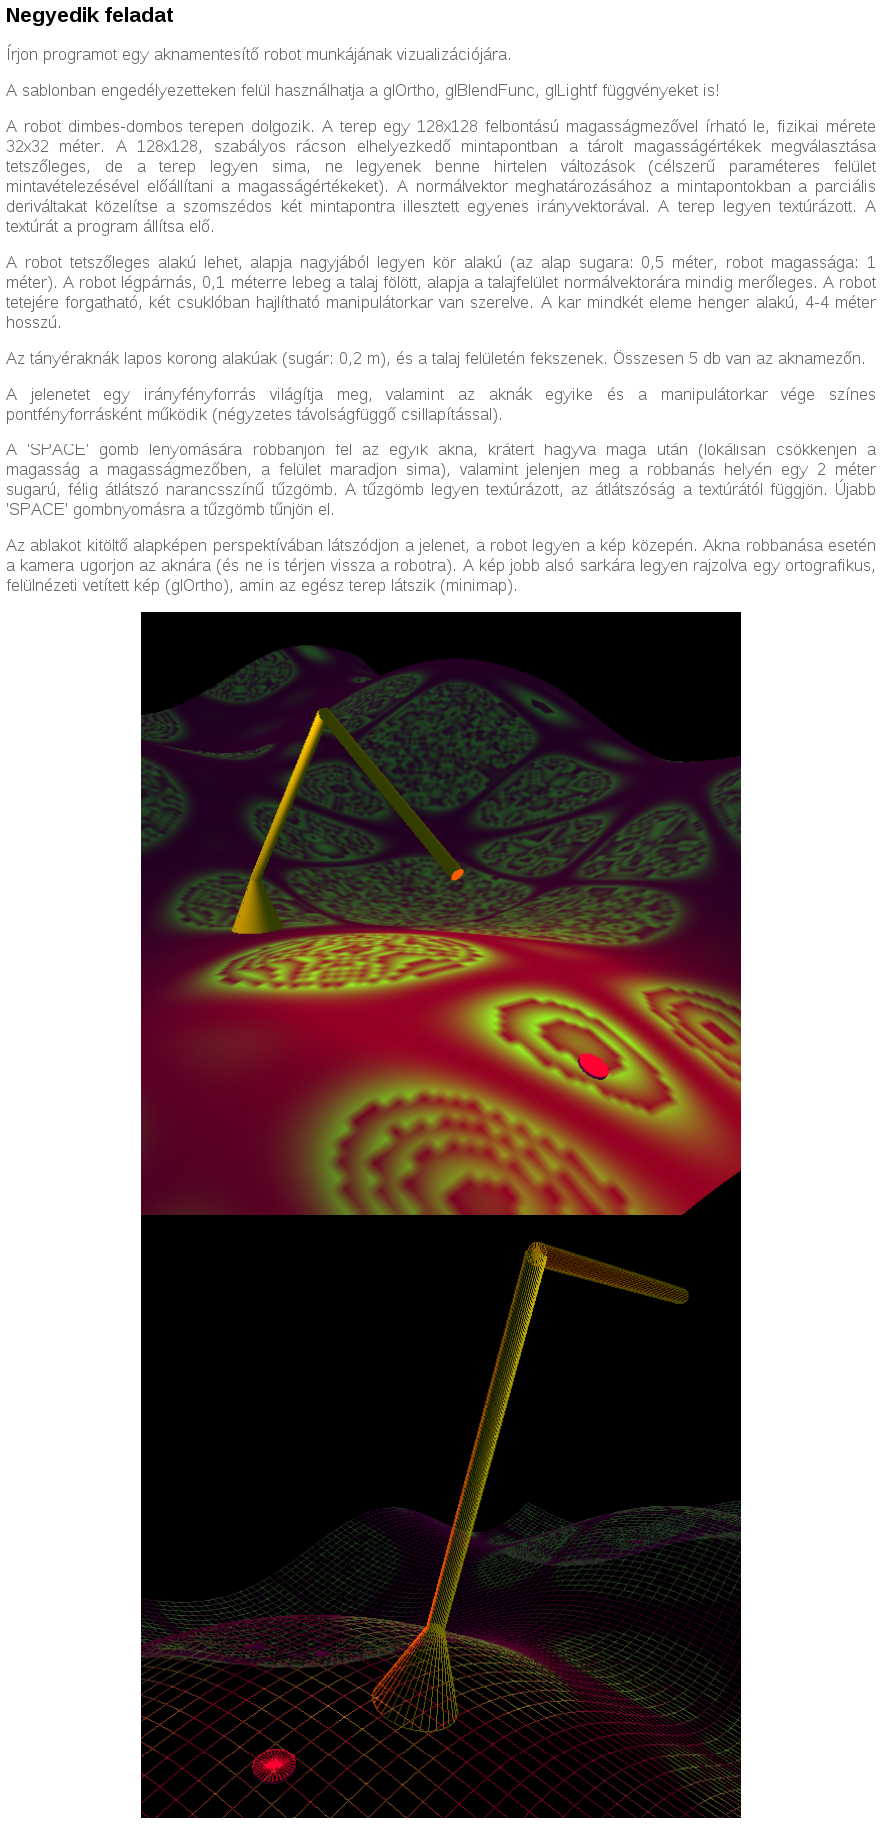 Negyedik feladat
Írjon programot egy aknamentesítő robot munkájának vizualizációjára.
A sablonban engedélyezetteken felül használhatja a glOrtho, glBlendFunc, glLightf függvényeket is!
A robot dimbes-dombos terepen dolgozik. A terep egy 128x128 felbontású magasságmezővel írható le, fizikai mérete
32x32 méter. A 128x128, szabályos rácson elhelyezkedő mintapontban a tárolt magasságértékek megválasztása
tetszőleges, de a terep legyen sima, ne legyenek benne hirtelen változások (célszerű paraméteres felület
mintavételezésével előállítani a magasságértékeket). A normálvektor meghatározásához a mintapontokban a parciális
deriváltakat közelítse a szomszédos két mintapontra illesztett egyenes irányvektorával. A terep legyen textúrázott. A
textúrát a program állítsa elő.
A robot tetszőleges alakú lehet, alapja nagyjából legyen kör alakú (az alap sugara: 0,5 méter, robot magassága: 1
méter). A robot légpárnás, 0,1 méterre lebeg a talaj fölött, alapja a talajfelület normálvektorára mindig merőleges. A robot
tetejére forgatható, két csuklóban hajlítható manipulátorkar van szerelve. A kar mindkét eleme henger alakú, 4-4 méter
hosszú.
Az tányéraknák lapos korong alakúak (sugár: 0,2 m), és a talaj felületén fekszenek. Összesen 5 db van az aknamezőn.
A jelenetet egy irányfényforrás világítja meg, valamint az aknák egyike és a manipulátorkar vége színes
pontfényforrásként működik (négyzetes távolságfüggő csillapítással).
A 'SPACE' gomb lenyomására robbanjon fel az egyik akna, krátert hagyva maga után (lokálisan csökkenjen a
magasság a magasságmezőben, a felület maradjon sima), valamint jelenjen meg a robbanás helyén egy 2 méter
sugarú, félig átlátszó narancsszínű tűzgömb. A tűzgömb legyen textúrázott, az átlátszóság a textúrától függjön. Újabb
'SPACE' gombnyomásra a tűzgömb tűnjön el.
Az ablakot kitöltő alapképen perspektívában látszódjon a jelenet, a robot legyen a kép közepén. Akna robbanása esetén
a kamera ugorjon az aknára (és ne is térjen vissza a robotra). A kép jobb alsó sarkára legyen rajzolva egy ortografikus,
felülnézeti vetített kép (glOrtho), amin az egész terep látszik (minimap).